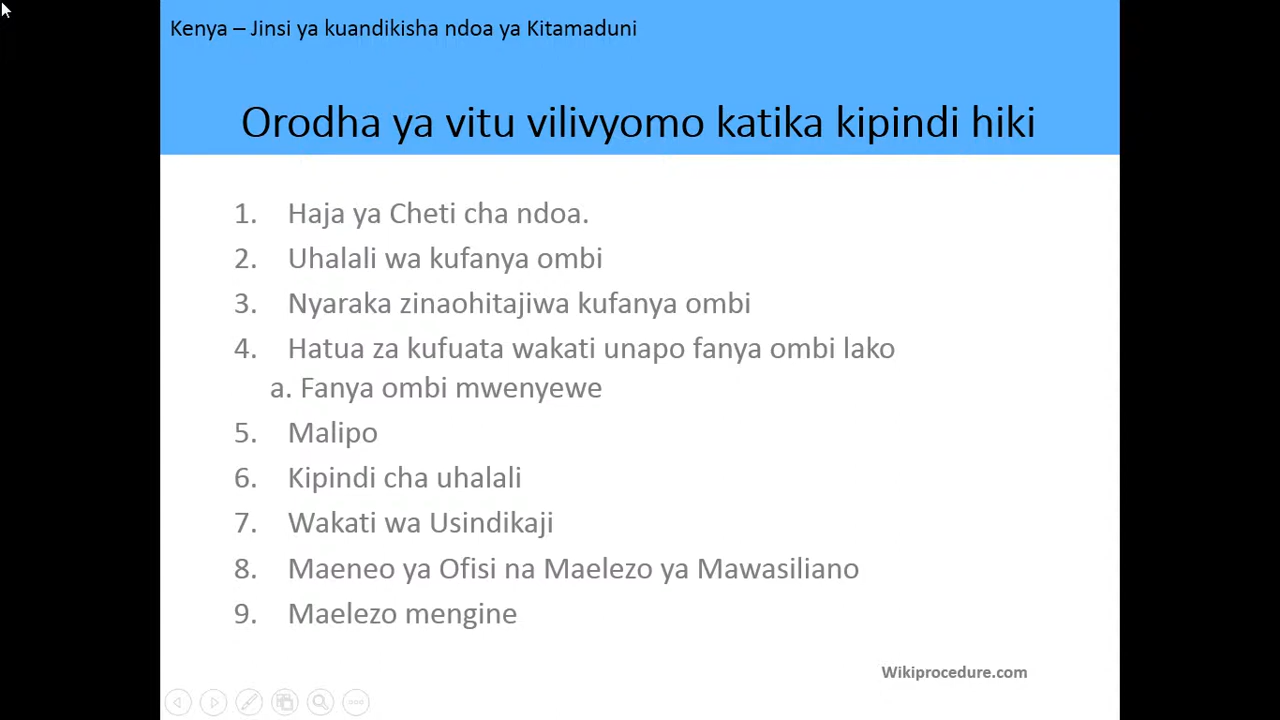 Kenya – Jinsi ya kuandikisha ndoa ya Kitamaduni
Orodha ya vitu vilivyomo katika kipindi hiki
1. Haja ya Cheti cha ndoa.
2. Uhalali wa kufanya ombi
3. Nyaraka zinaohitajiwa kufanya ombi
4. Hatua za kufuata wakati unapo fanya ombi lako
a. Fanya ombi mwenyewe
5. Malipo
6. Kipindi cha uhalali
7. Wakati wa Usindikaji
8. Maeneo ya Ofisi na Maelezo ya Mawasiliano
9. Maelezo mengine
Wikiprocedure.com